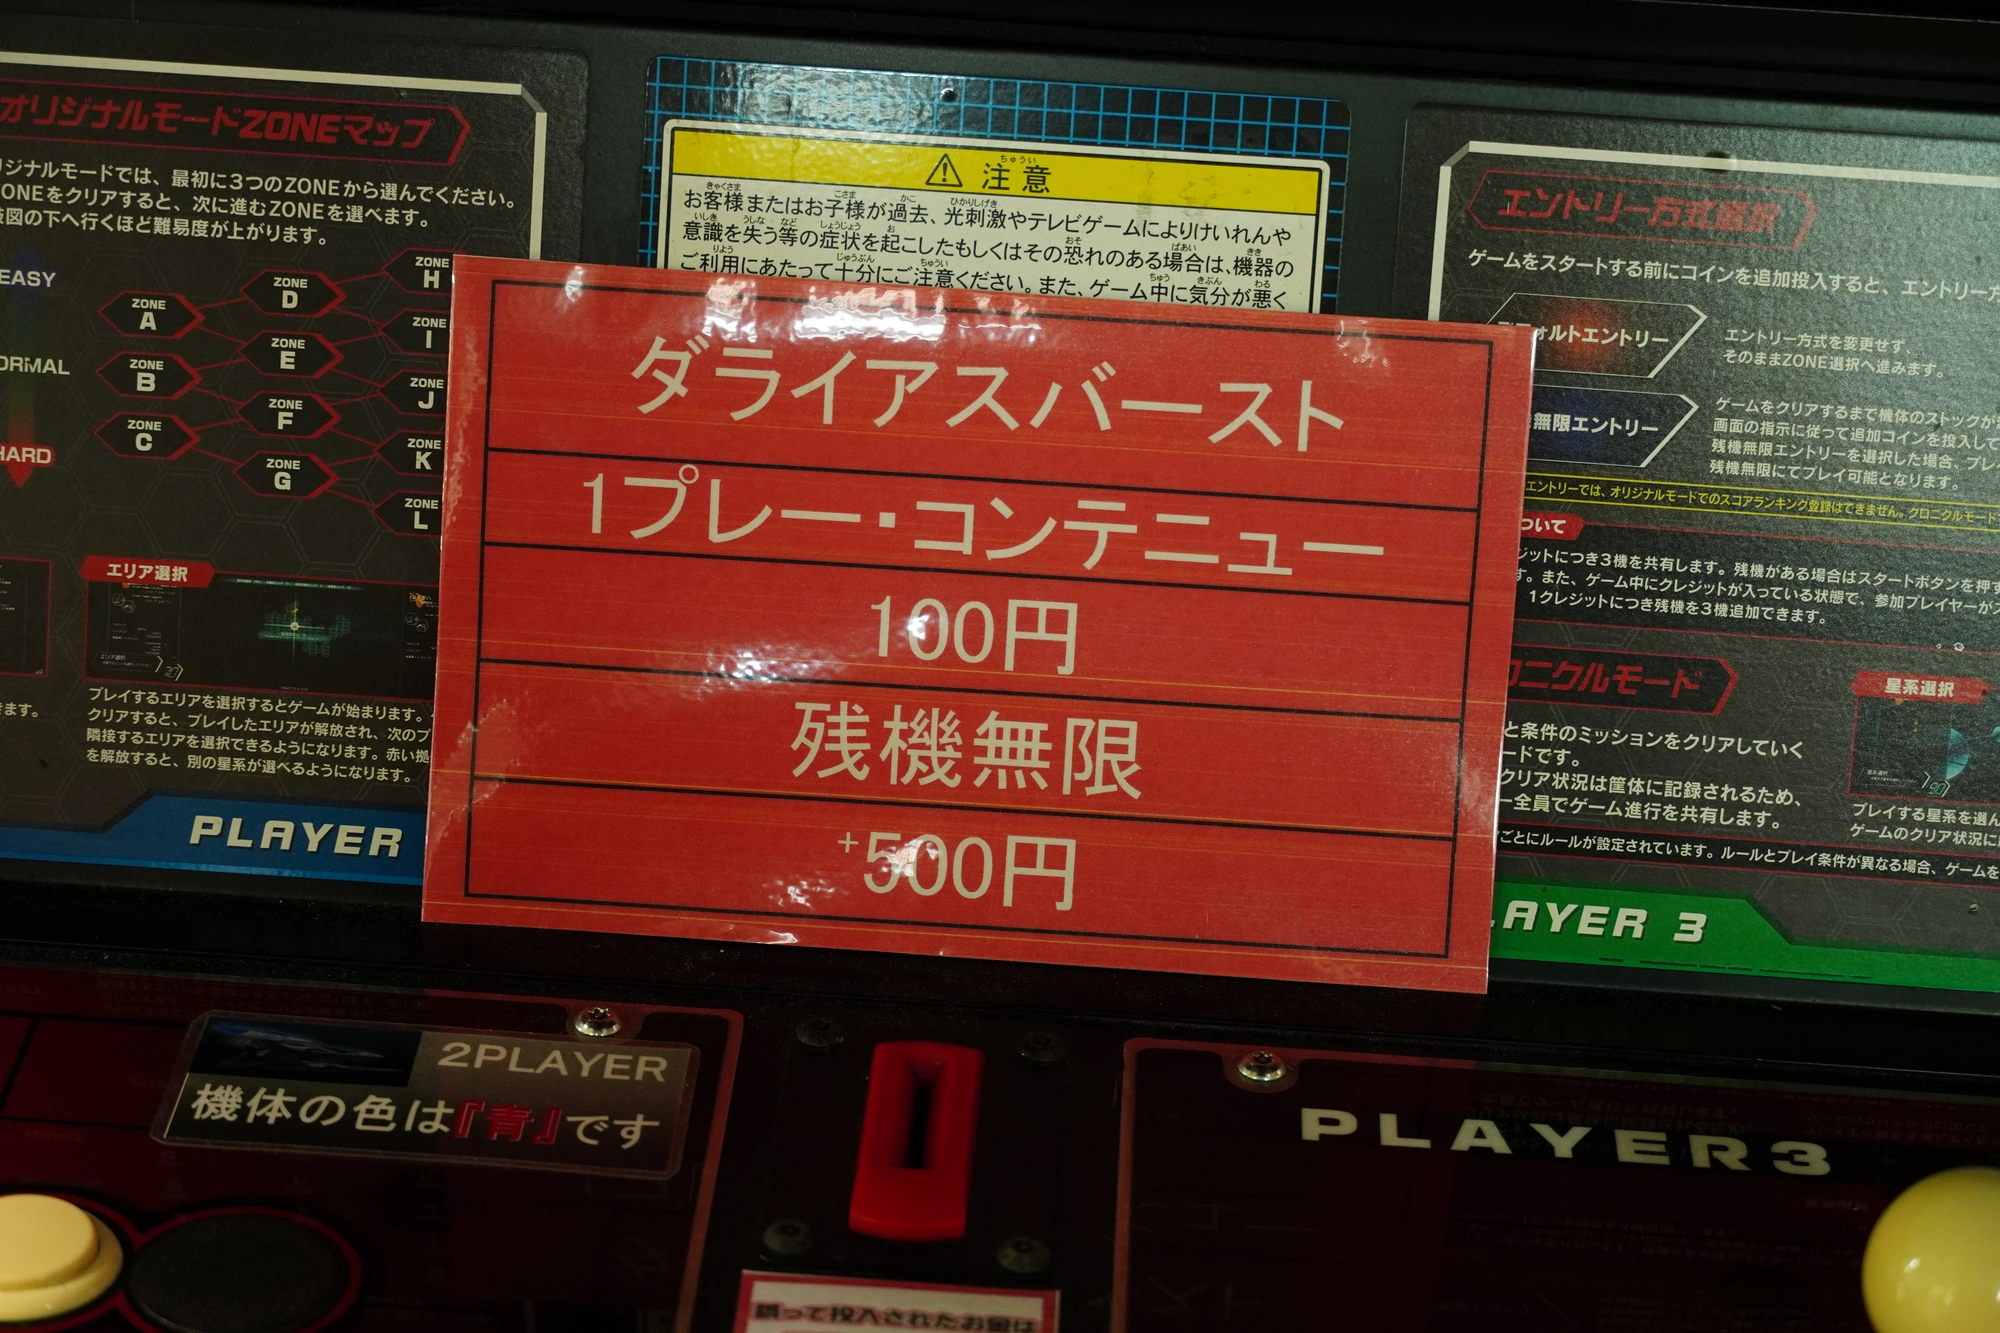 オリジナルモードZONEマップ
リジナルモードでは、最初に3つのZONEから選んでください。
ZONEをクリアすると、次に進むZONEを選べます。
図の下へ行くほど難易度が上がります。
EASY
ORMAL
HARD
ZONE A
ZONE B
ZONE C
ZONE D
ZONE E
ZONE F
ZONE G
ZONE H
ZONE I
ZONE J
ZONE K
ZONE L
エリア選択
プレイするエリアを選択するとゲームが始まります。
クリアすると、プレイしたエリアが解放され、次のプ
隣接するエリアを選択できるようになります。赤い拠
を解放すると、別の星系が選べるようになります。
ます。
PLAYER
注意
お客様またはお子様が過去、光刺激やテレビゲームによりけいれんや
意識を失う等の症状を起こしたもしくはその恐れのある場合は、機器の
ご利用にあたって十分にご注意ください。また、ゲーム中に気分が悪く
ダライアスバースト
1プレー・コンテニュー
100円
残機無限
+500円
エントリー方式選択
ゲームをスタートする前にコインを追加投入すると、エントリー方
ォルトエントリー
エントリー方式を変更せず、
そのままZONE選択へ進みます。
無限エントリー
ゲームをクリアするまで機体のストックが
画面の指示に従って追加コインを投入して
残機無限エントリーを選択した場合、プレイ
残機無限にてプレイ可能となります。
エントリーでは、オリジナルモードでのスコアランキング登録はできません。クロニクルモード
ついて
ジットにつき3機を共有します。残機がある場合はスタートボタンを押す
す。また、ゲーム中にクレジットが入っている状態で、参加プレイヤーが
1クレジットにつき残機を3機追加できます。
ロニクルモード
と条件のミッションをクリアしていく
ードです。
クリア状況は筐体に記録されるため、
ー全員でゲーム進行を共有します。
星系選択
プレイする星系を選ん
ゲームのクリア状況に
ごとにルールが設定されています。ルールとプレイ条件が異なる場合、ゲームを
LAYER 3
2PLAYER
機体の色は『青』です
PLAYER3
誤って投入されたお金は